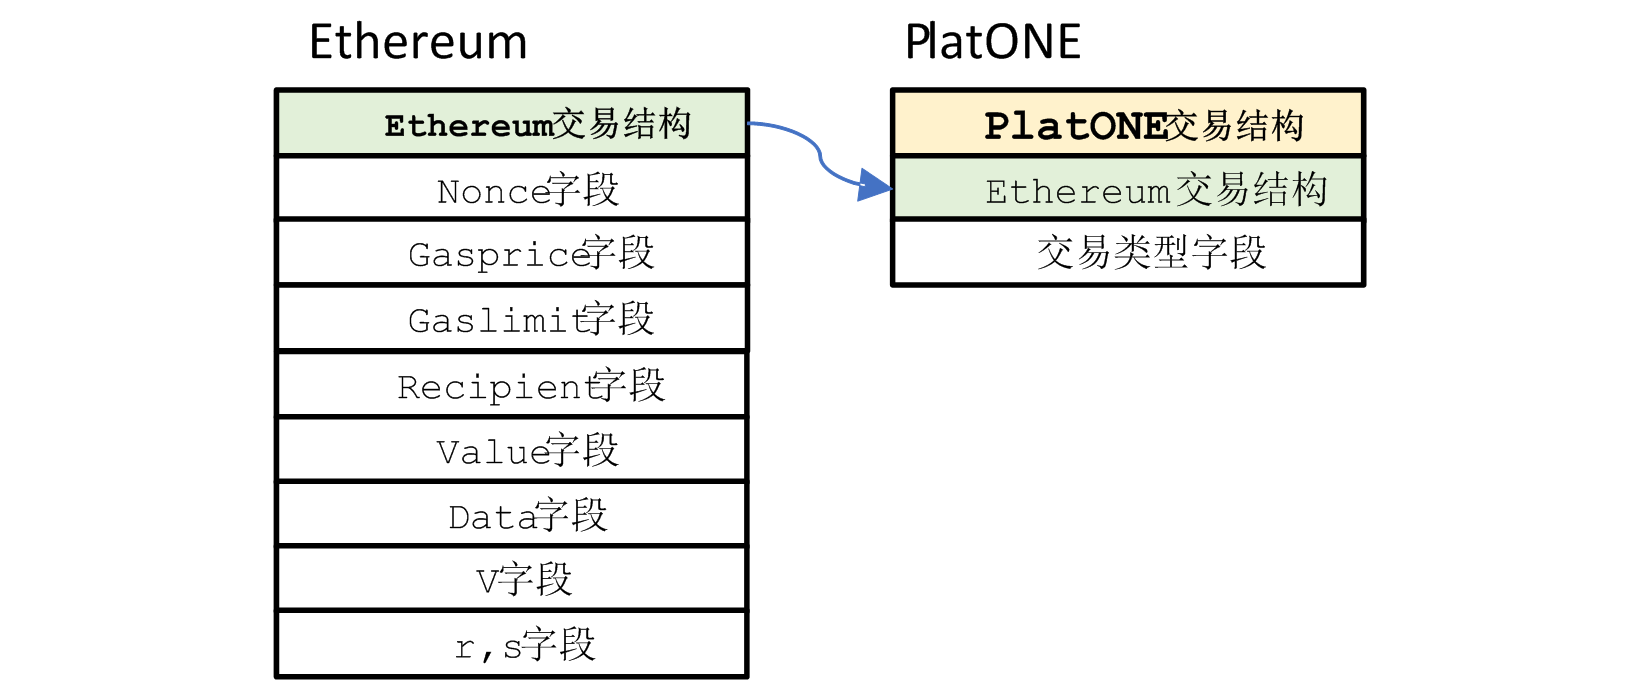 Ethereum
Ethereum交易结构
Nonce字段
Gasprice字段
Gaslimit字段
Recipient字段
Value字段
Data字段
V字段
r,s字段
PlatONE
PlatONE交易结构
Ethereum交易结构
交易类型字段